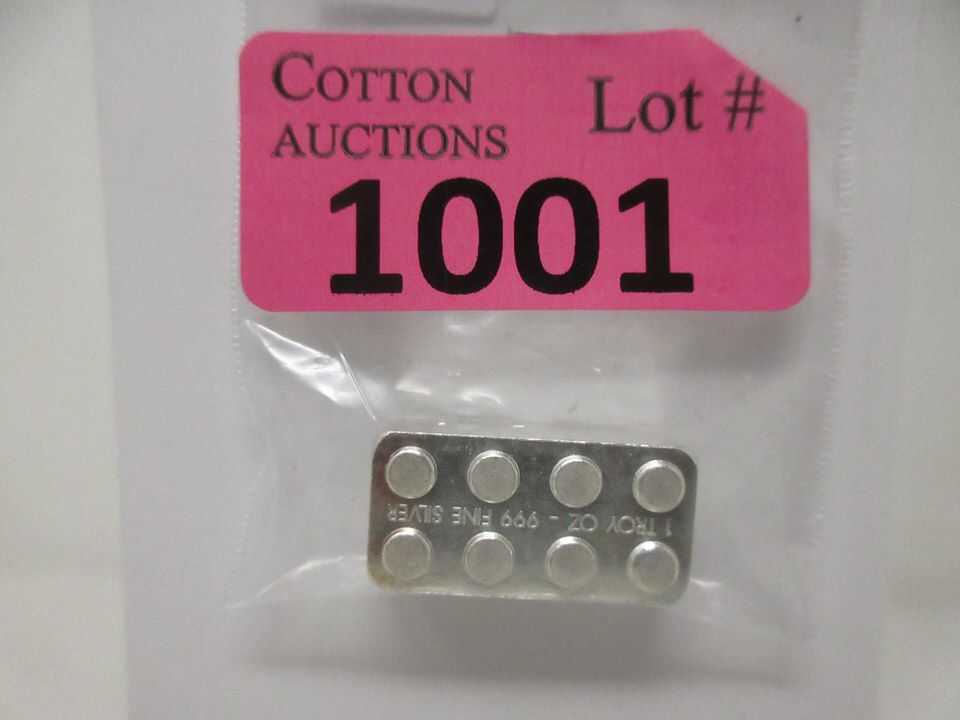 COTTON
AUCTIONS
Lot #
1001
1 TROY OZ - 999 FINE SILVER